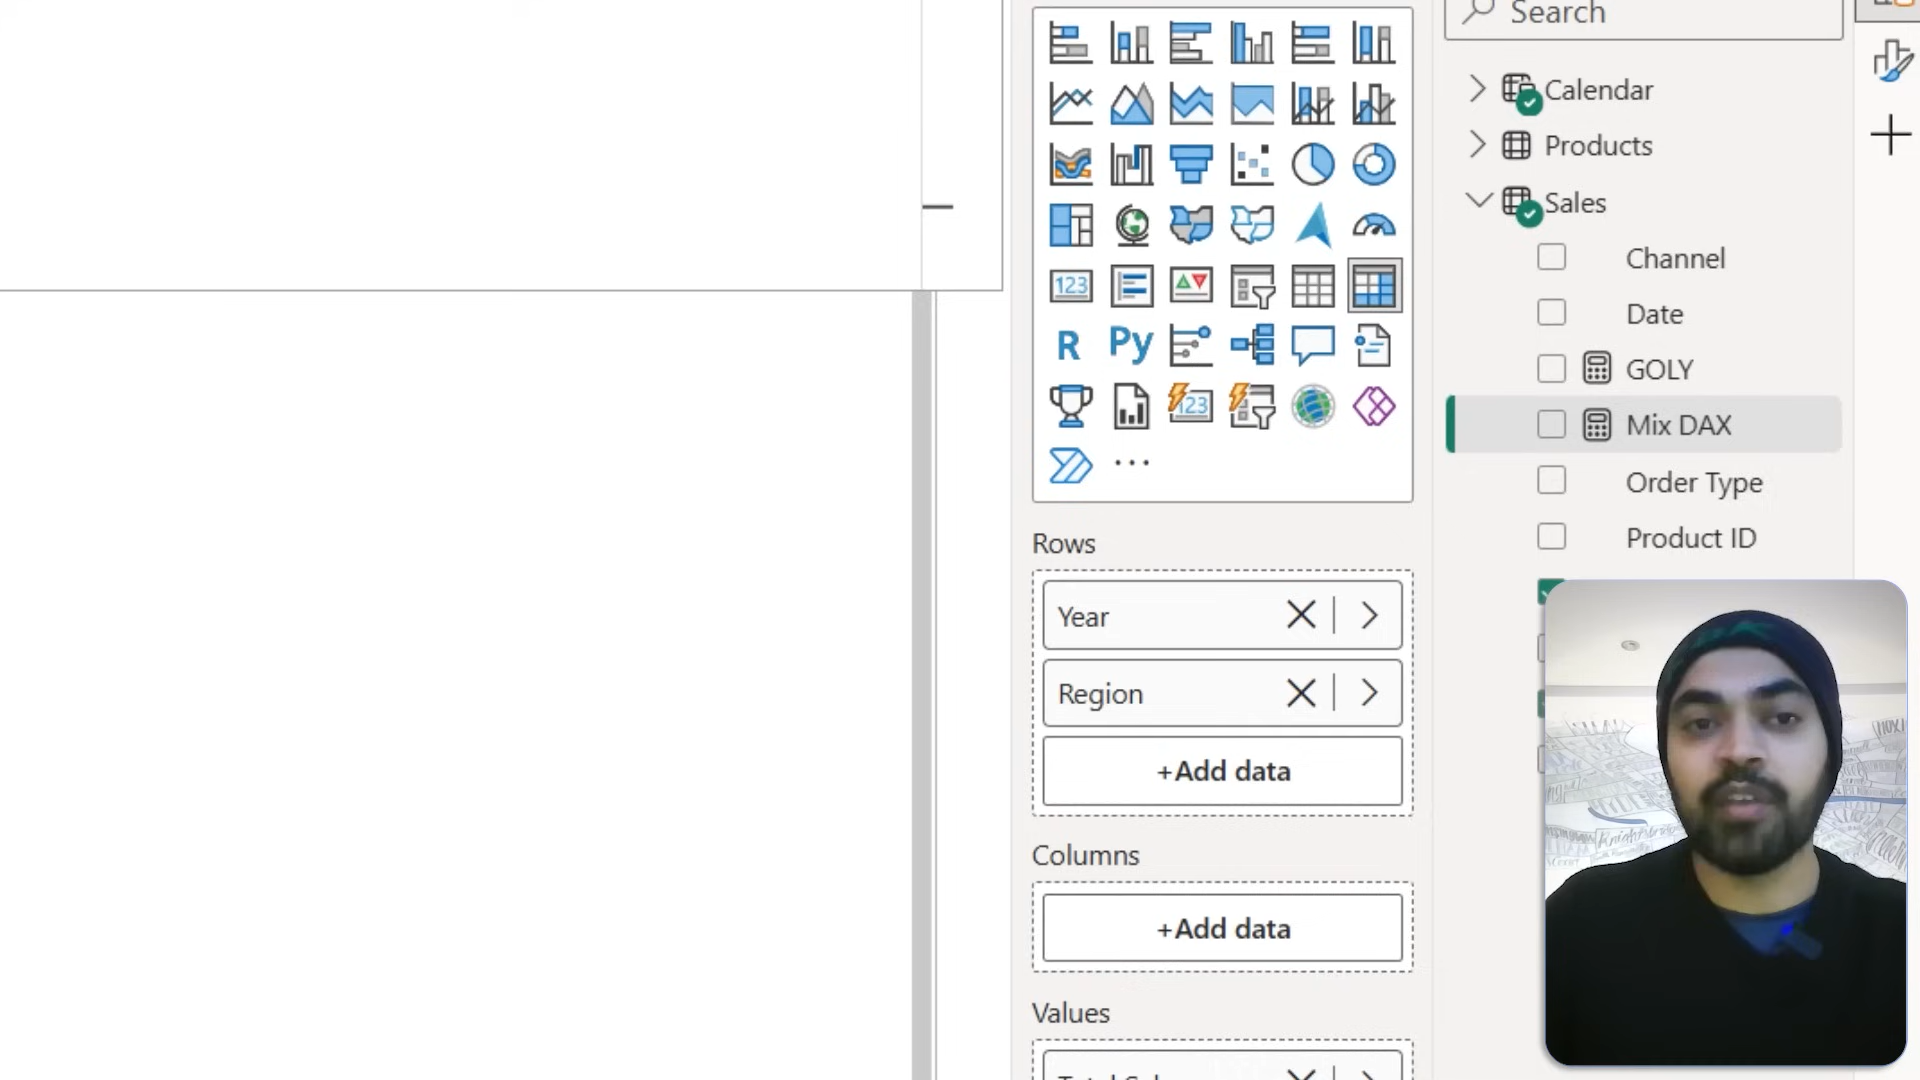 Search
Calendar
Products
Sales
Channel
Date
GOLY
Mix DAX
Order Type
Product ID
123
R
Py
123
...
Rows
Year
Region
+Add data
Columns
+Add data
Values